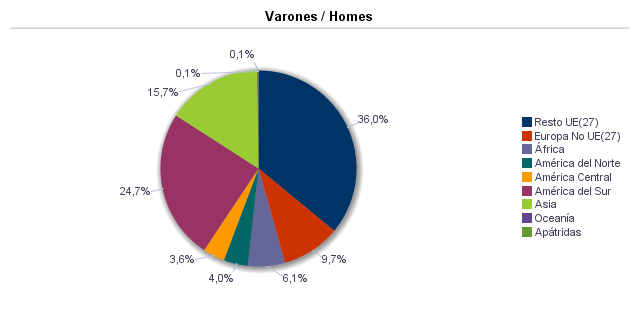 Varones / Homes
0,1%
0,1%
15,7%
36,0%
24,7%
3,6%
4,0%
6,1%
9,7%
Resto UE(27)
Europa No UE(27)
África
América del Norte
América Central
América del Sur
Asia
Oceanía
Apátridas